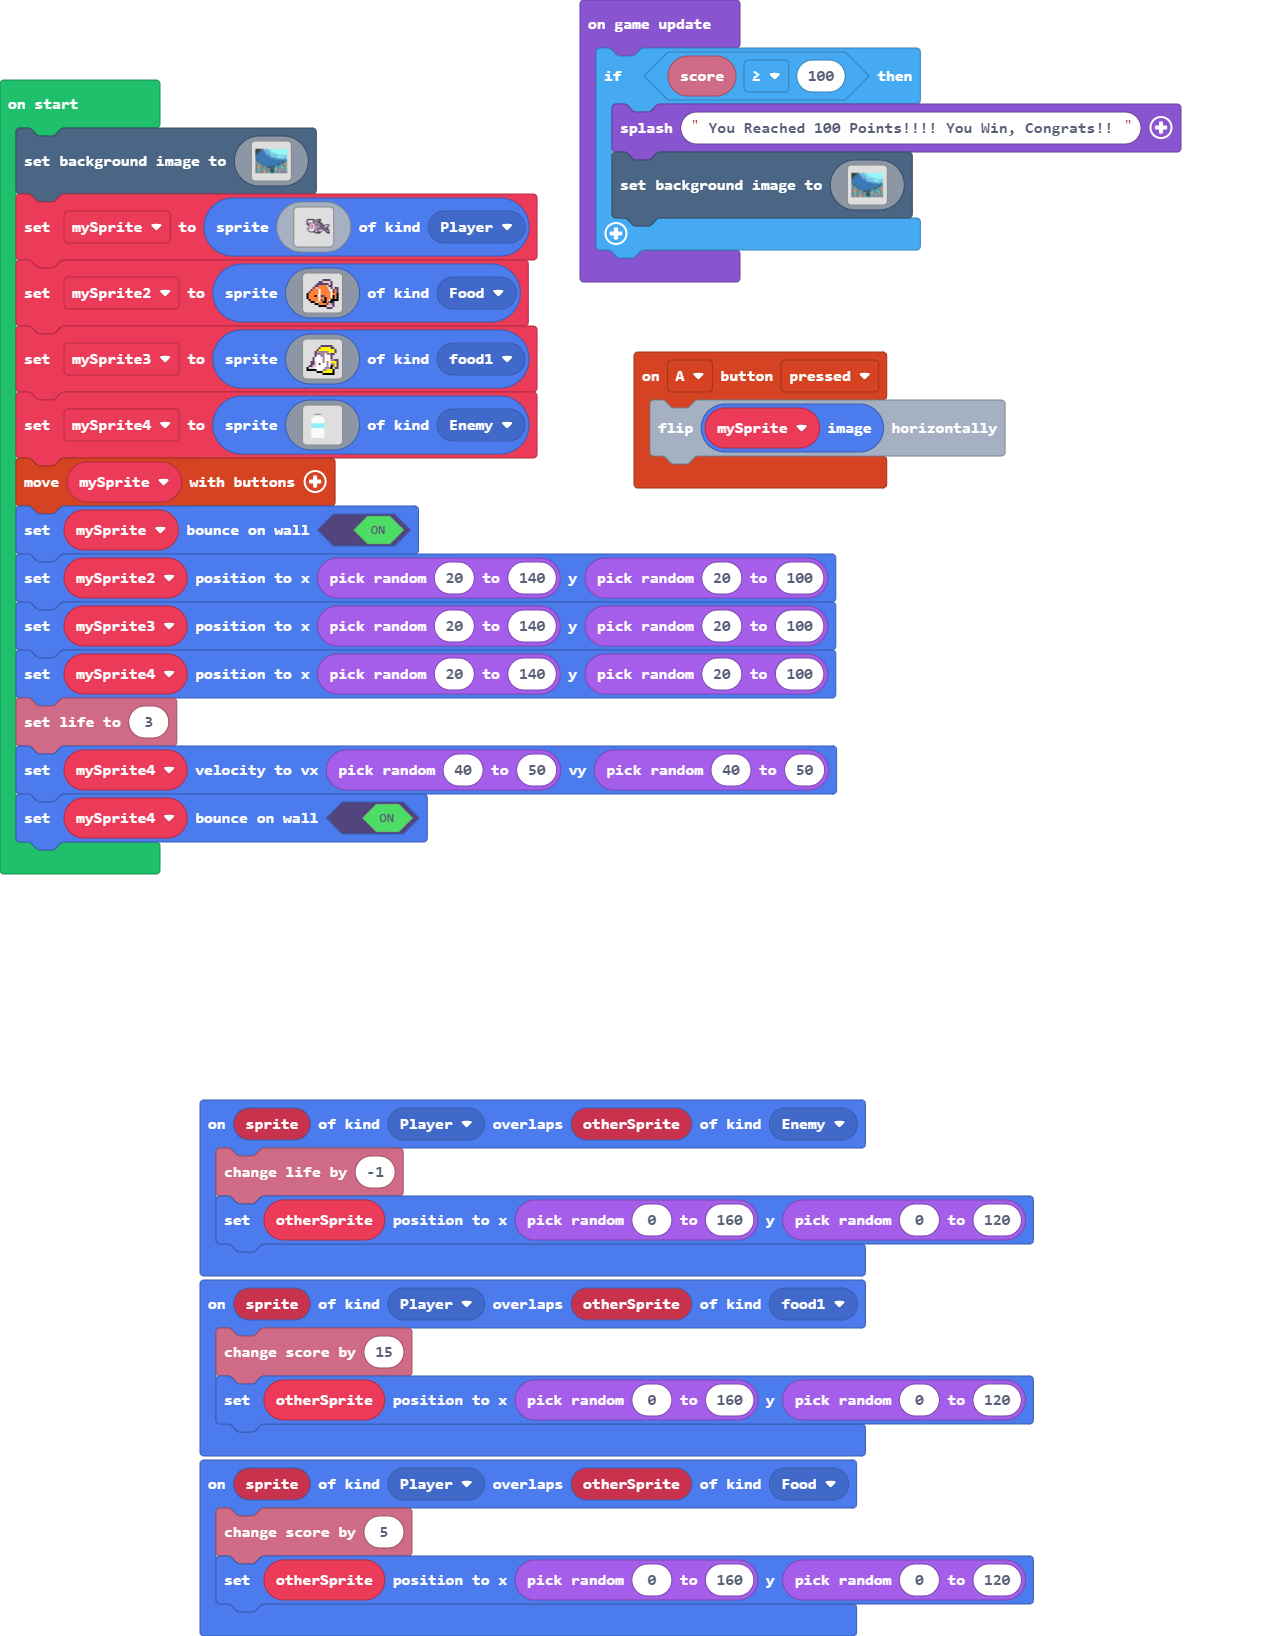 on start
set background image to
set mySprite to sprite of kind Player
set mySprite2 to sprite of kind Food
set mySprite3 to sprite of kind food1
set mySprite4 to sprite of kind Enemy
move mySprite with buttons
set mySprite bounce on wall ON
set mySprite2 position to x pick random 20 to 140 y pick random 20 to 100
set mySprite3 position to x pick random 20 to 140 y pick random 20 to 100
set mySprite4 position to x pick random 20 to 140 y pick random 20 to 100
set life to 3
set mySprite4 velocity to vx pick random 40 to 50 vy pick random 40 to 50
set mySprite4 bounce on wall ON
on game update
if score ≥ 100 then
splash " You Reached 100 Points!!!! You Win, Congrats!! "
set background image to
on A button pressed
flip mySprite image horizontally
on sprite of kind Player overlaps otherSprite of kind Enemy
change life by -1
set otherSprite position to x pick random 0 to 160 y pick random 0 to 120
on sprite of kind Player overlaps otherSprite of kind food1
change score by 15
set otherSprite position to x pick random 0 to 160 y pick random 0 to 120
on sprite of kind Player overlaps otherSprite of kind Food
change score by 5
set otherSprite position to x pick random 0 to 160 y pick random 0 to 120